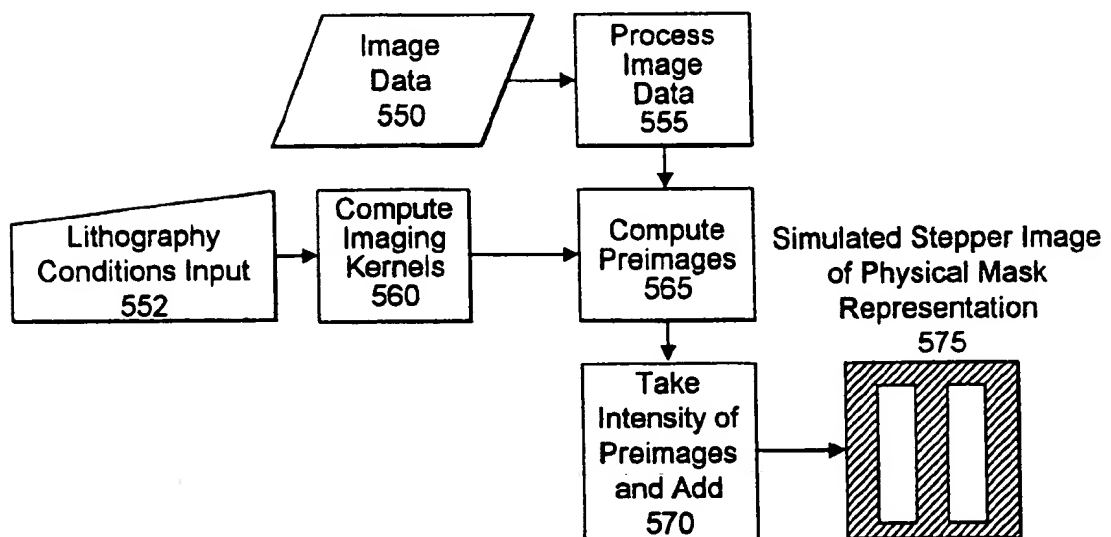 Image
Data
550
Process
Image
Data
555
Lithography
Conditions Input
552
Compute
Imaging
Kernels
560
Compute
Preimages
565
Simulated Stepper Image
of Physical Mask
Representation
575
Take
Intensity of
Preimages
and Add
570